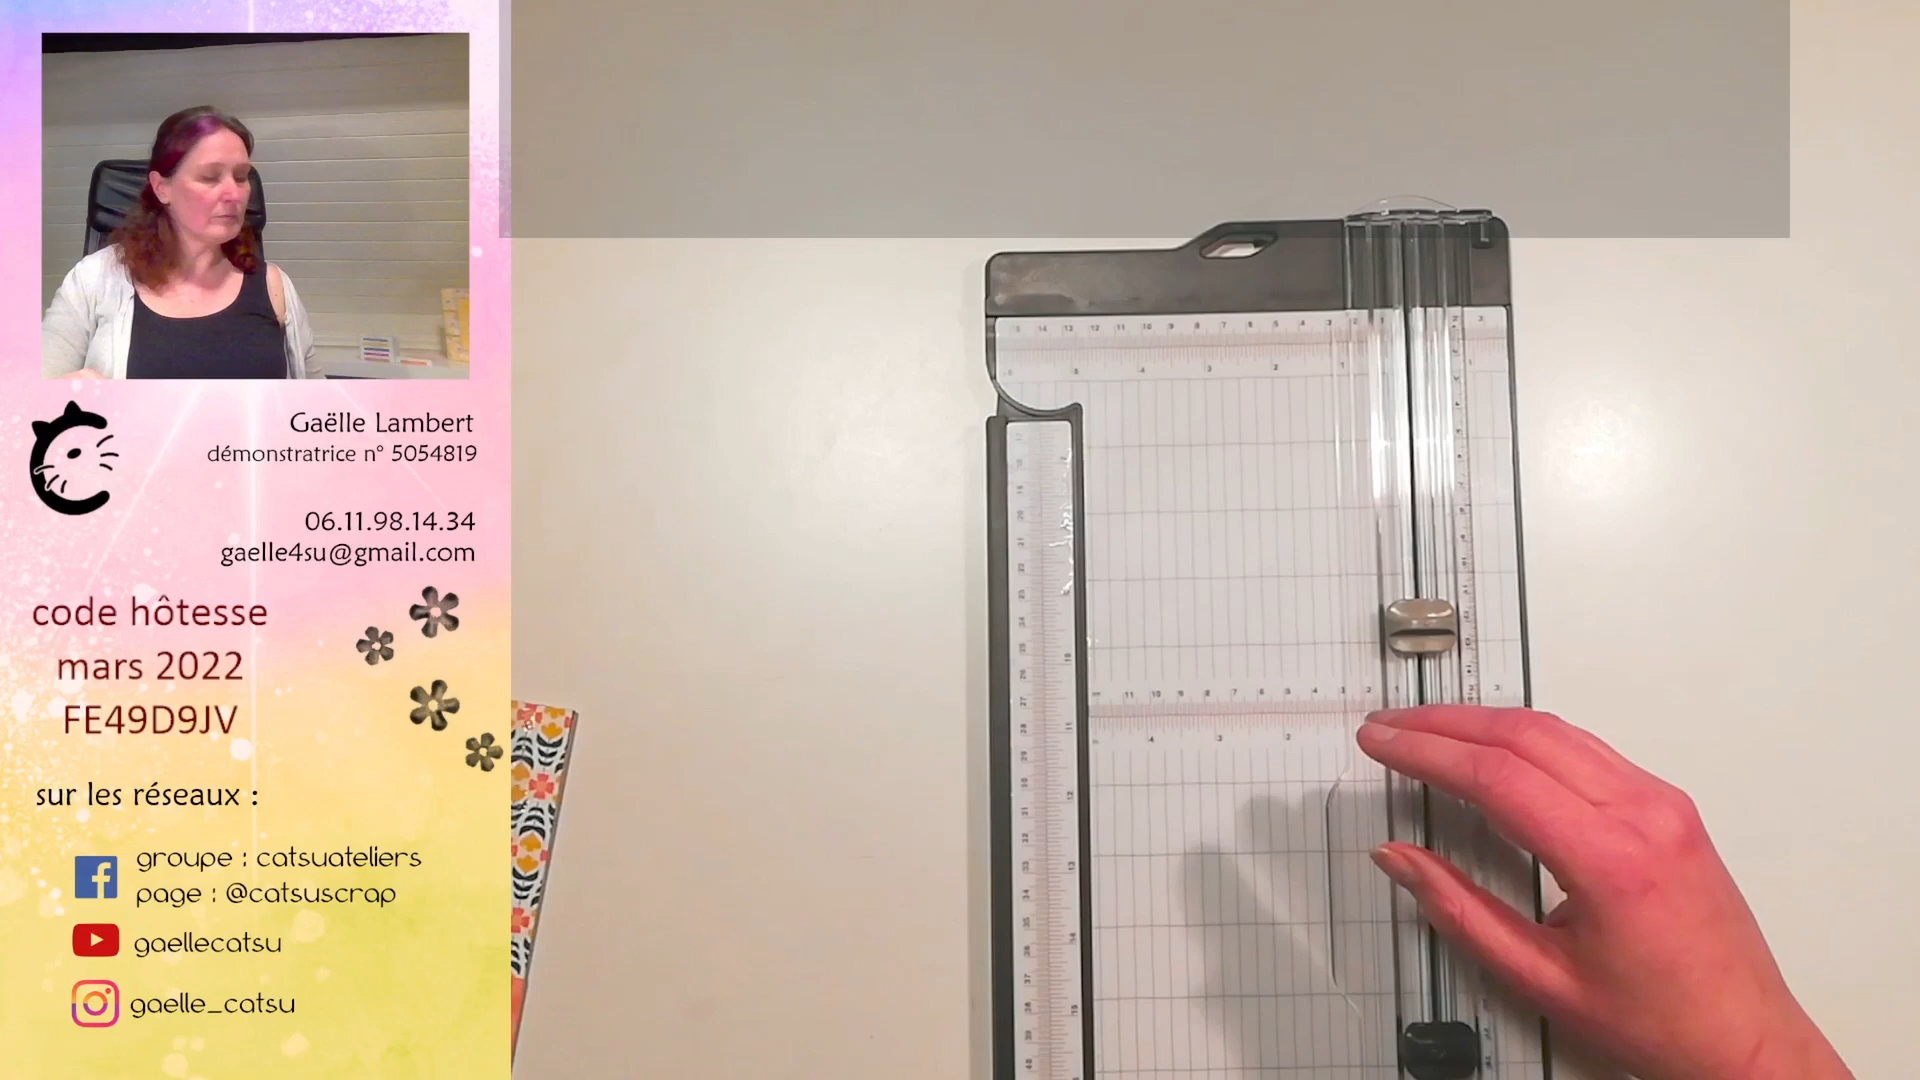 Gaëlle Lambert
démonstratrice n° 5054819
06.11.98.14.34
gaelle4su@gmail.com
code hôtesse
mars 2022
FE49D9JV
sur les réseaux :
groupe : catsuateliers
page : @catsuscrap
gaellecatsu
gaelle_catsu